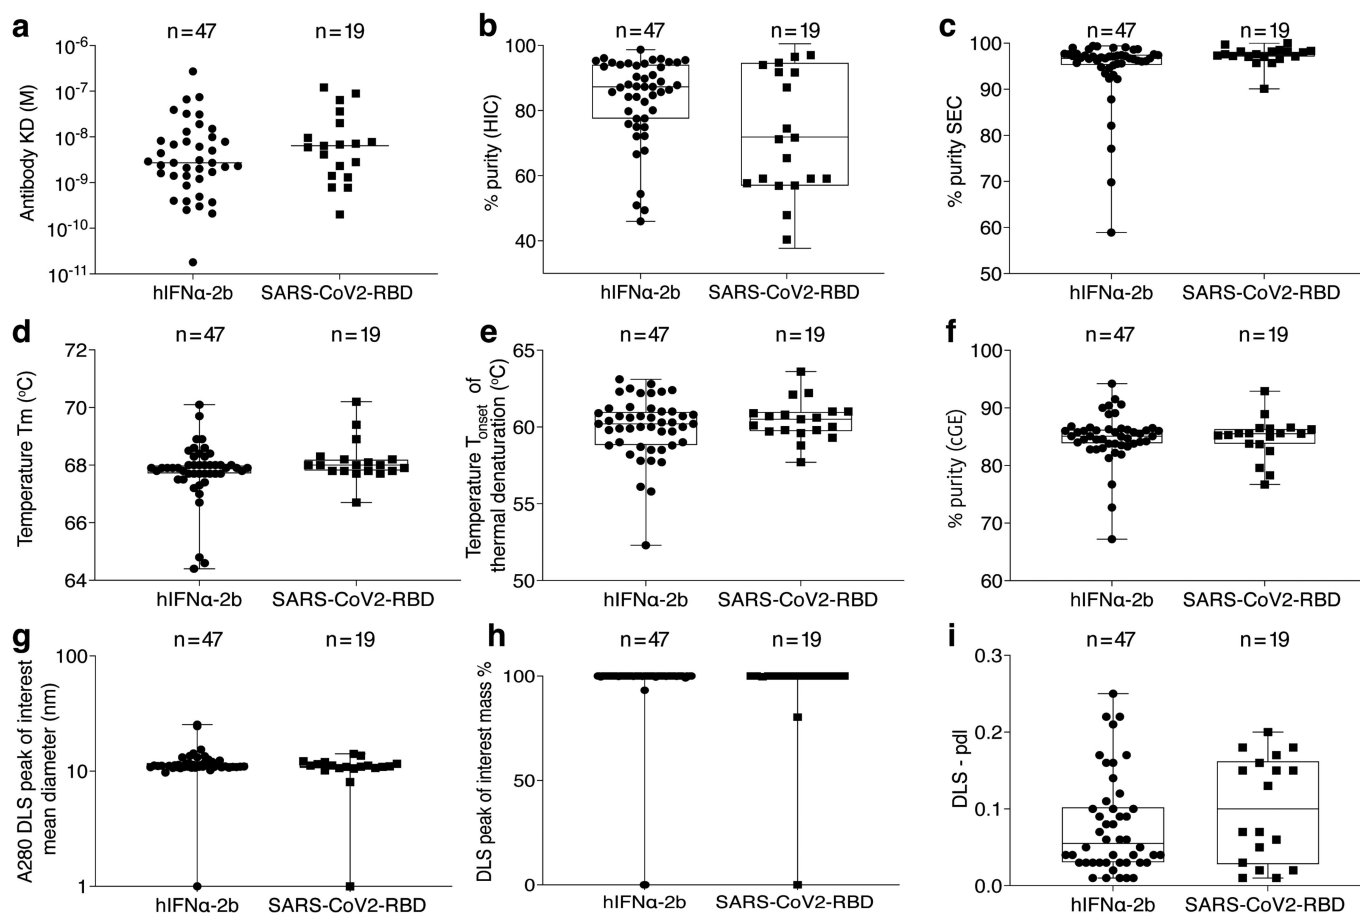 a
n=47
n=19
Antibody KD (M)
10-6
10-7
10-8
10-9
10-10
10-11
hIFNα-2b
SARS-CoV2-RBD
b
n=47
n=19
% purity (HIC)
100
80
60
40
hIFNα-2b
SARS-CoV2-RBD
c
n=47
n=19
% purity SEC
100
90
80
70
60
50
hIFNα-2b
SARS-CoV2-RBD
d
n=47
n=19
Temperature Tm (°C)
72
70
68
66
64
hIFNα-2b
SARS-CoV2-RBD
e
n=47
n=19
Temperature Tonset of
thermal denaturation (°C)
65
60
55
50
hIFNα-2b
SARS-CoV2-RBD
f
n=47
n=19
% purity (cGE)
100
90
80
70
60
hIFNα-2b
SARS-CoV2-RBD
g
n=47
n=19
A280 DLS peak of interest
mean diameter (nm)
100
10
1
hIFNα-2b
SARS-CoV2-RBD
h
n=47
n=19
DLS peak of interest mass %
100
50
0
hIFNα-2b
SARS-CoV2-RBD
i
n=47
n=19
DLS - pdI
0.3
0.2
0.1
0.0
hIFNα-2b
SARS-CoV2-RBD